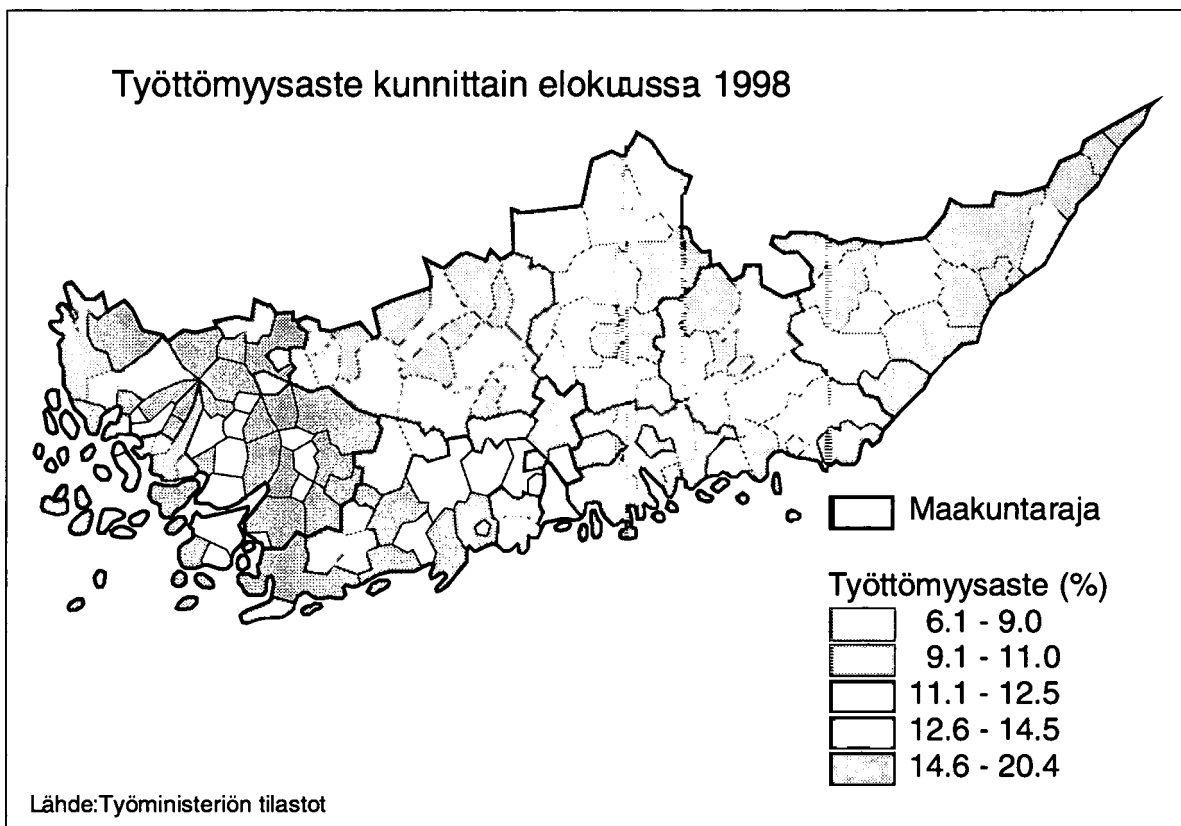 Työttömyysaste kunnittain elokuussa 1998
Maakuntaraja
Työttömyysaste (%)
6.1 - 9.0
9.1 - 11.0
11.1 - 12.5
12.6 - 14.5
14.6 - 20.4
Lähde:Työministeriön tilastot